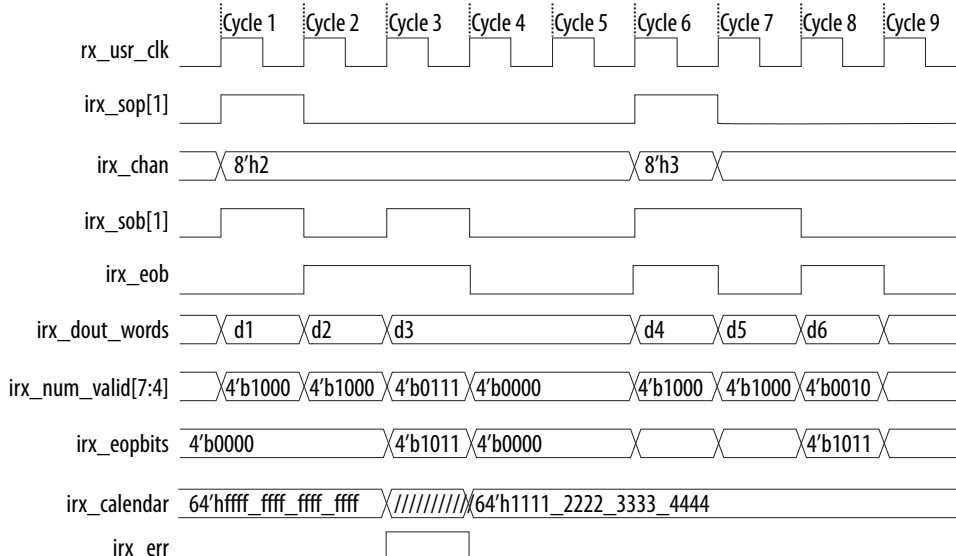 Cycle 1 Cycle 2 Cycle 3 Cycle 4 Cycle 5 Cycle 6 Cycle 7 Cycle 8 Cycle 9
rx_usr_clk
irx_sop[1]
irx_chan 8’h2 8’h3
irx_sob[1]
irx_eob
irx_dout_words d1 d2 d3 d4 d5 d6
irx_num_valid[7:4] 4’b1000 4’b1000 4’b0111 4’b0000 4’b1000 4’b1000 4’b0010
irx_eopbits 4’b0000 4’b1011 4’b0000 4’b1011
irx_calendar 64’hffff_ffff_ffff_ffff /////////// 64’h1111_2222_3333_4444
irx_err